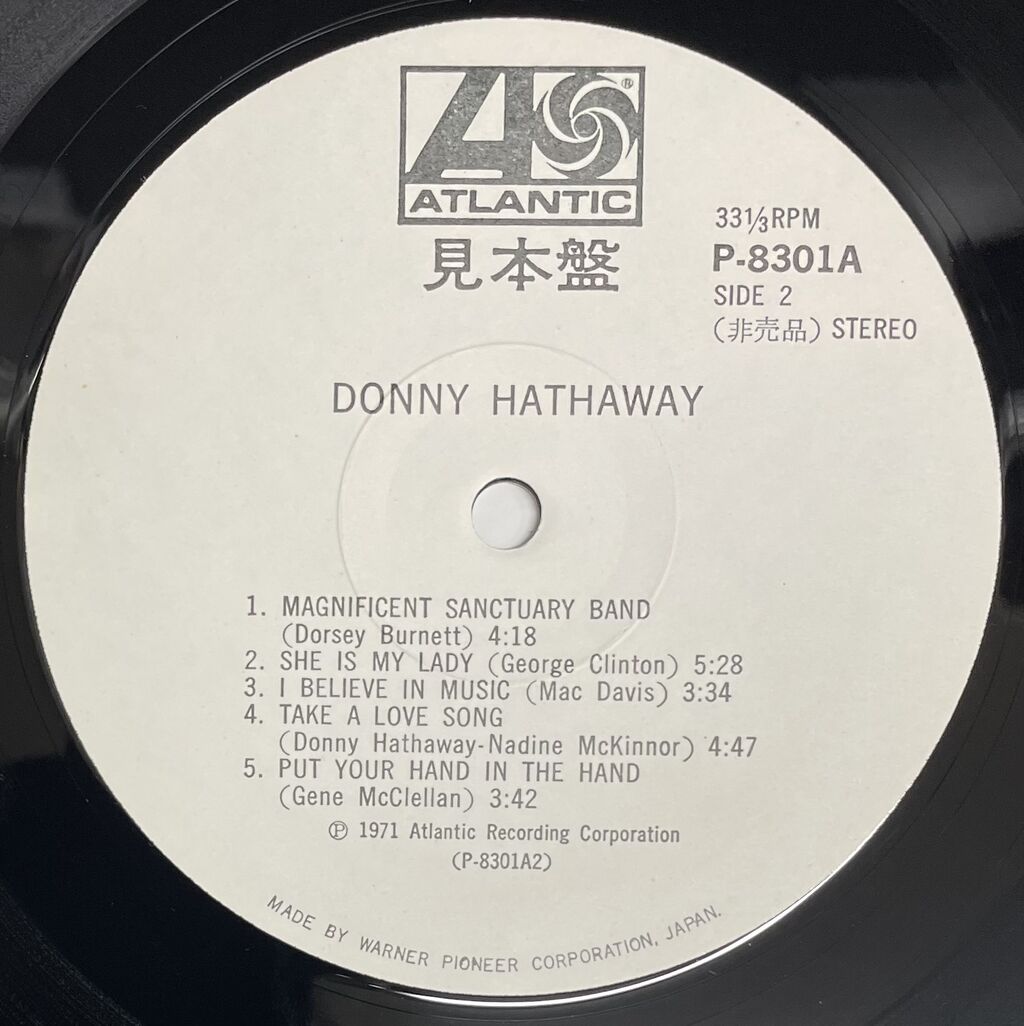 ATLANTIC
®
見本盤
33⅓RPM
P-8301A
SIDE 2
(非売品) STEREO
DONNY HATHAWAY
1. MAGNIFICENT SANCTUARY BAND
(Dorsey Burnett) 4:18
2. SHE IS MY LADY (George Clinton) 5:28
3. I BELIEVE IN MUSIC (Mac Davis) 3:34
4. TAKE A LOVE SONG
(Donny Hathaway-Nadine McKinnor) 4:47
5. PUT YOUR HAND IN THE HAND
(Gene McClellan) 3:42
℗ 1971 Atlantic Recording Corporation
(P-8301A2)
MADE BY WARNER PIONEER CORPORATION, JAPAN.